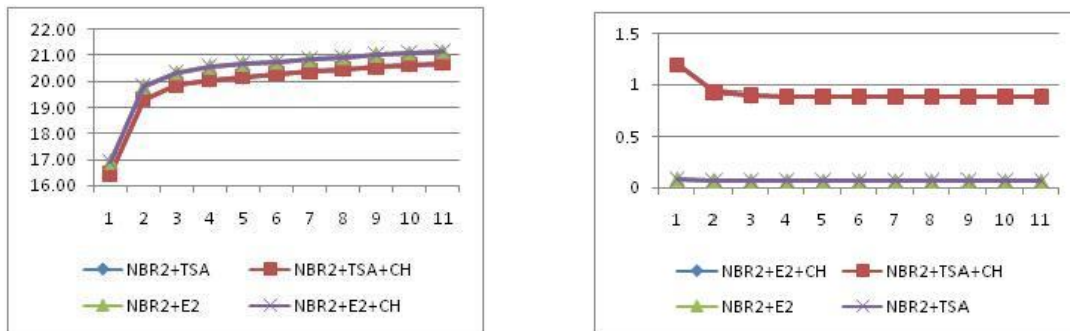 22.00
21.00
20.00
19.00
18.00
17.00
16.00
1 2 3 4 5 6 7 8 9 10 11
NBR2+TSA NBR2+TSA+CH
NBR2+E2 NBR2+E2+CH
1.5
1
0.5
0
1 2 3 4 5 6 7 8 9 10 11
NBR2+E2+CH NBR2+TSA+CH
NBR2+E2 NBR2+TSA